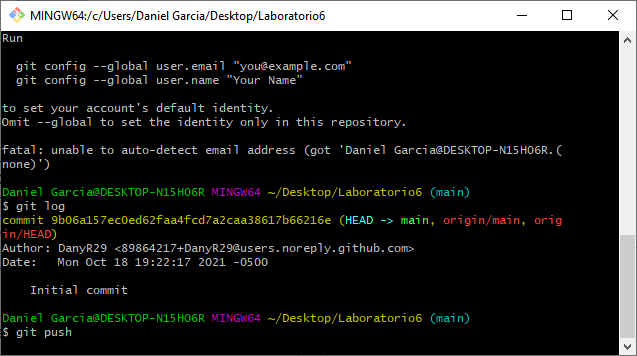 MINGW64:/c/Users/Daniel Garcia/Desktop/Laboratorio6
Run
git config --global user.email "you@example.com"
git config --global user.name "Your Name"
to set your account's default identity.
Omit --global to set the identity only in this repository.
fatal: unable to auto-detect email address (got 'Daniel Garcia@DESKTOP-N15HO6R.(
none)')
Daniel Garcia@DESKTOP-N15HO6R MINGW64 ~/Desktop/Laboratorio6 (main)
$ git log
commit 9b06a157ec0ed62faa4fcd7a2caa38617b66216e (HEAD -> main, origin/main, orig
in/HEAD)
Author: DanyR29 <89864217+DanyR29@users.noreply.github.com>
Date:   Mon Oct 18 19:22:17 2021 -0500
Initial commit
Daniel Garcia@DESKTOP-N15HO6R MINGW64 ~/Desktop/Laboratorio6 (main)
$ git push